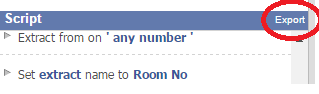 Script Export
Extract from on ' any number '
Set extract name to Room No